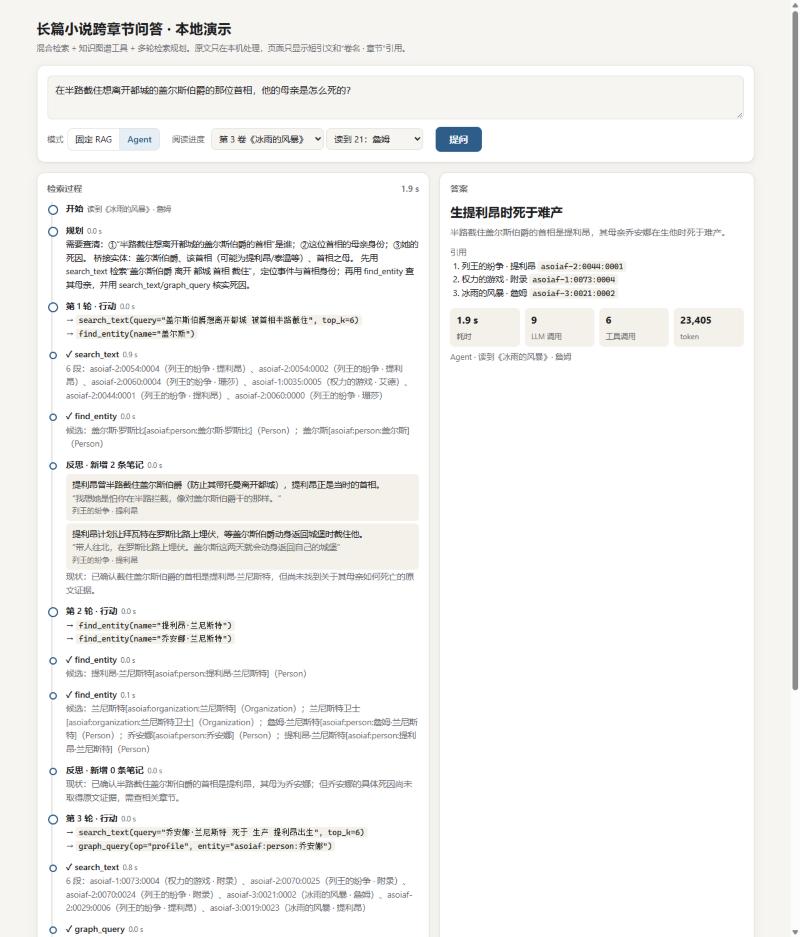 长篇小说跨章节问答 · 本地演示
混合检索 + 知识图谱工具 + 多轮检索规划。原文只在本机处理，页面只显示短引文和“卷名 · 章节”引用。
在半路截住想离开都城的盖尔斯伯爵的那位首相，他的母亲是怎么死的?
模式 固定 RAG Agent 阅读进度 第 3 卷《冰雨的风暴》 读到 21：詹姆 提问
检索过程 1.9 s
开始 读到《冰雨的风暴》· 詹姆
规划 0.0 s
需要查清：①“半路截住想离开都城的盖尔斯伯爵的首相”是谁；②这位首相的母亲身份；③她的
死因。 桥接实体：盖尔斯伯爵、该首相（可能为提利昂/泰温等）、首相之母。 先用
search_text 检索“盖尔斯伯爵 离开 都城 首相 截住”，定位事件与首相身份；再用 find_entity 查
其母亲，并用 search_text/graph_query 核实死因。
第 1 轮 · 行动 0.0 s
→ search_text(query="盖尔斯伯爵想离开都城 被首相半路截住", top_k=6)
→ find_entity(name="盖尔斯")
✓ search_text 0.9 s
6 段：asoiaf-2:0054:0004（列王的纷争 · 提利昂）、asoiaf-2:0054:0002（列王的纷争 · 提利
昂）、asoiaf-2:0060:0004（列王的纷争 · 珊莎）、asoiaf-1:0035:0005（权力的游戏 · 艾德）、
asoiaf-2:0044:0001（列王的纷争 · 提利昂）、asoiaf-2:0060:0000（列王的纷争 · 珊莎）
✓ find_entity 0.0 s
候选：盖尔斯·罗斯比[asoiaf:person:盖尔斯·罗斯比]（Person）；盖尔斯[asoiaf:person:盖尔斯]
（Person）
反思 · 新增 2 条笔记 0.0 s
提利昂曾半路截住盖尔斯伯爵（防止其带托曼离开都城），提利昂正是当时的首相。
“我想她是怕你在半路拦截，像对盖尔斯伯爵干的那样。”
列王的纷争 · 提利昂
提利昂计划让拜瓦特在罗斯比路上埋伏，等盖尔斯伯爵动身返回城堡时截住他。
“带人往北，在罗斯比路上埋伏。盖尔斯这两天就会动身返回自己的城堡”
列王的纷争 · 提利昂
现状：已确认截住盖尔斯伯爵的首相是提利昂·兰尼斯特，但尚未找到关于其母亲如何死亡的原
文证据。
第 2 轮 · 行动 0.0 s
→ find_entity(name="提利昂·兰尼斯特")
→ find_entity(name="乔安娜·兰尼斯特")
✓ find_entity 0.0 s
候选：提利昂·兰尼斯特[asoiaf:person:提利昂·兰尼斯特]（Person）
✓ find_entity 0.1 s
候选：兰尼斯特[asoiaf:organization:兰尼斯特]（Organization）；兰尼斯特卫士
[asoiaf:organization:兰尼斯特卫士]（Organization）；詹姆·兰尼斯特[asoiaf:person:詹姆·兰尼斯
特]（Person）；乔安娜[asoiaf:person:乔安娜]（Person）；提利昂·兰尼斯特[asoiaf:person:提利
昂·兰尼斯特]（Person）
反思 · 新增 0 条笔记 0.0 s
现状：已确认半路截住盖尔斯伯爵的首相是提利昂，其母为乔安娜；但乔安娜的具体死因尚未
取得原文证据，需查相关章节。
第 3 轮 · 行动 0.0 s
→ search_text(query="乔安娜·兰尼斯特 死于 生产 提利昂出生", top_k=6)
→ graph_query(op="profile", entity="asoiaf:person:乔安娜")
✓ search_text 0.8 s
6 段：asoiaf-1:0073:0004（权力的游戏 · 附录）、asoiaf-2:0070:0025（列王的纷争 · 附录）、
asoiaf-2:0070:0024（列王的纷争 · 附录）、asoiaf-3:0021:0002（冰雨的风暴 · 詹姆）、asoiaf-
2:0029:0006（列王的纷争 · 提利昂）、asoiaf-3:0019:0023（冰雨的风暴 · 提利昂）
✓ graph_query 0.0 s
答案
生提利昂时死于难产
半路截住盖尔斯伯爵的首相是提利昂，其母亲乔安娜在生他时死于难产。
引用
1. 列王的纷争 · 提利昂 asoiaf-2:0044:0001
2. 权力的游戏 · 附录 asoiaf-1:0073:0004
3. 冰雨的风暴 · 詹姆 asoiaf-3:0021:0002
1.9 s 9 6 23,405
耗时 LLM 调用 工具调用 token
Agent · 读到《冰雨的风暴》· 詹姆